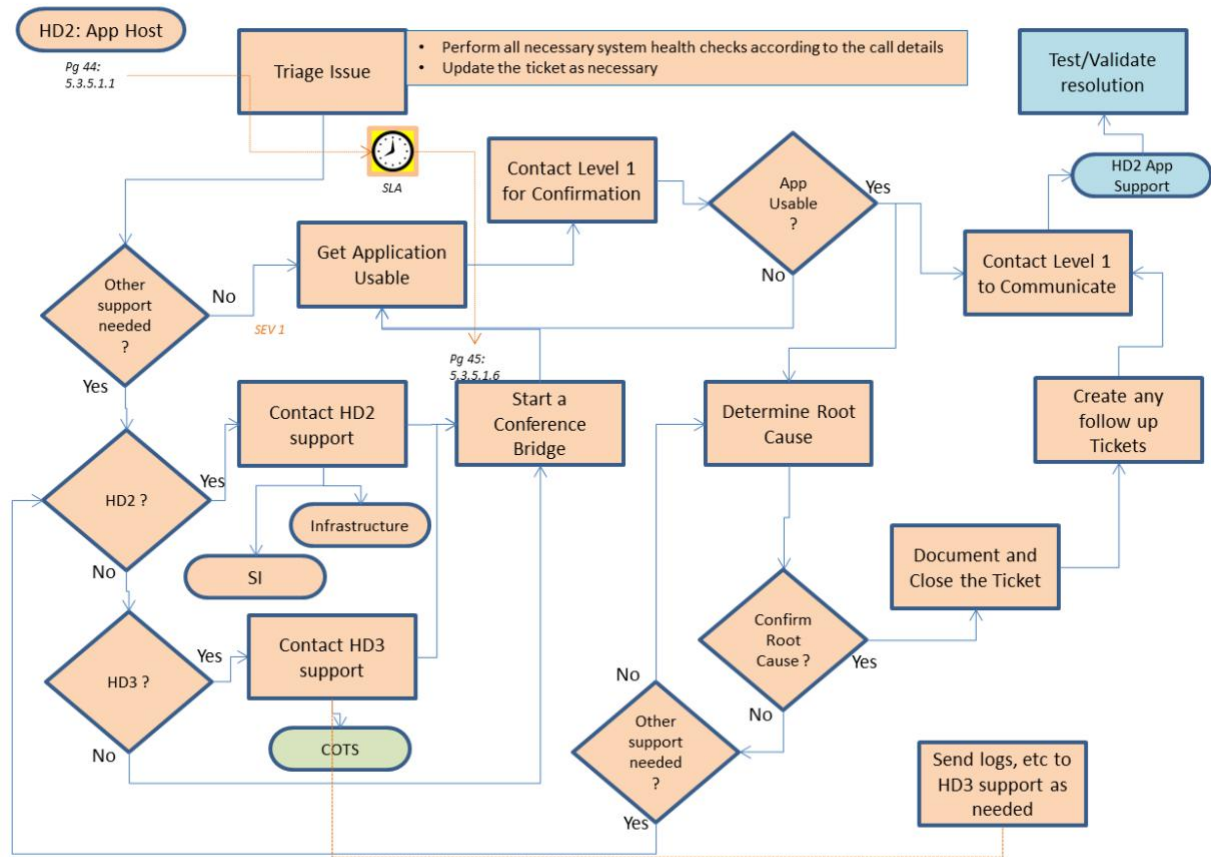 HD2: App Host
Pg 44:
5.3.5.1.1
Triage Issue
• Perform all necessary system health checks according to the call details
• Update the ticket as necessary
Test/Validate
resolution
SLA
Contact Level 1
for Confirmation
App
Usable
?
Yes
No
HD2 App
Support
Get Application
Usable
Contact Level 1
to Communicate
Other
support
needed
?
No
SEV 1
Yes
Pg 45:
5.3.5.1.6
Contact HD2
support
Start a
Conference
Bridge
Determine Root
Cause
Create any
follow up
Tickets
HD2 ?
Yes
No
Infrastructure
SI
Document and
Close the Ticket
Confirm
Root
Cause ?
Yes
No
HD3 ?
Yes
No
Contact HD3
support
COTS
Other
support
needed
?
No
Yes
Send logs, etc to
HD3 support as
needed